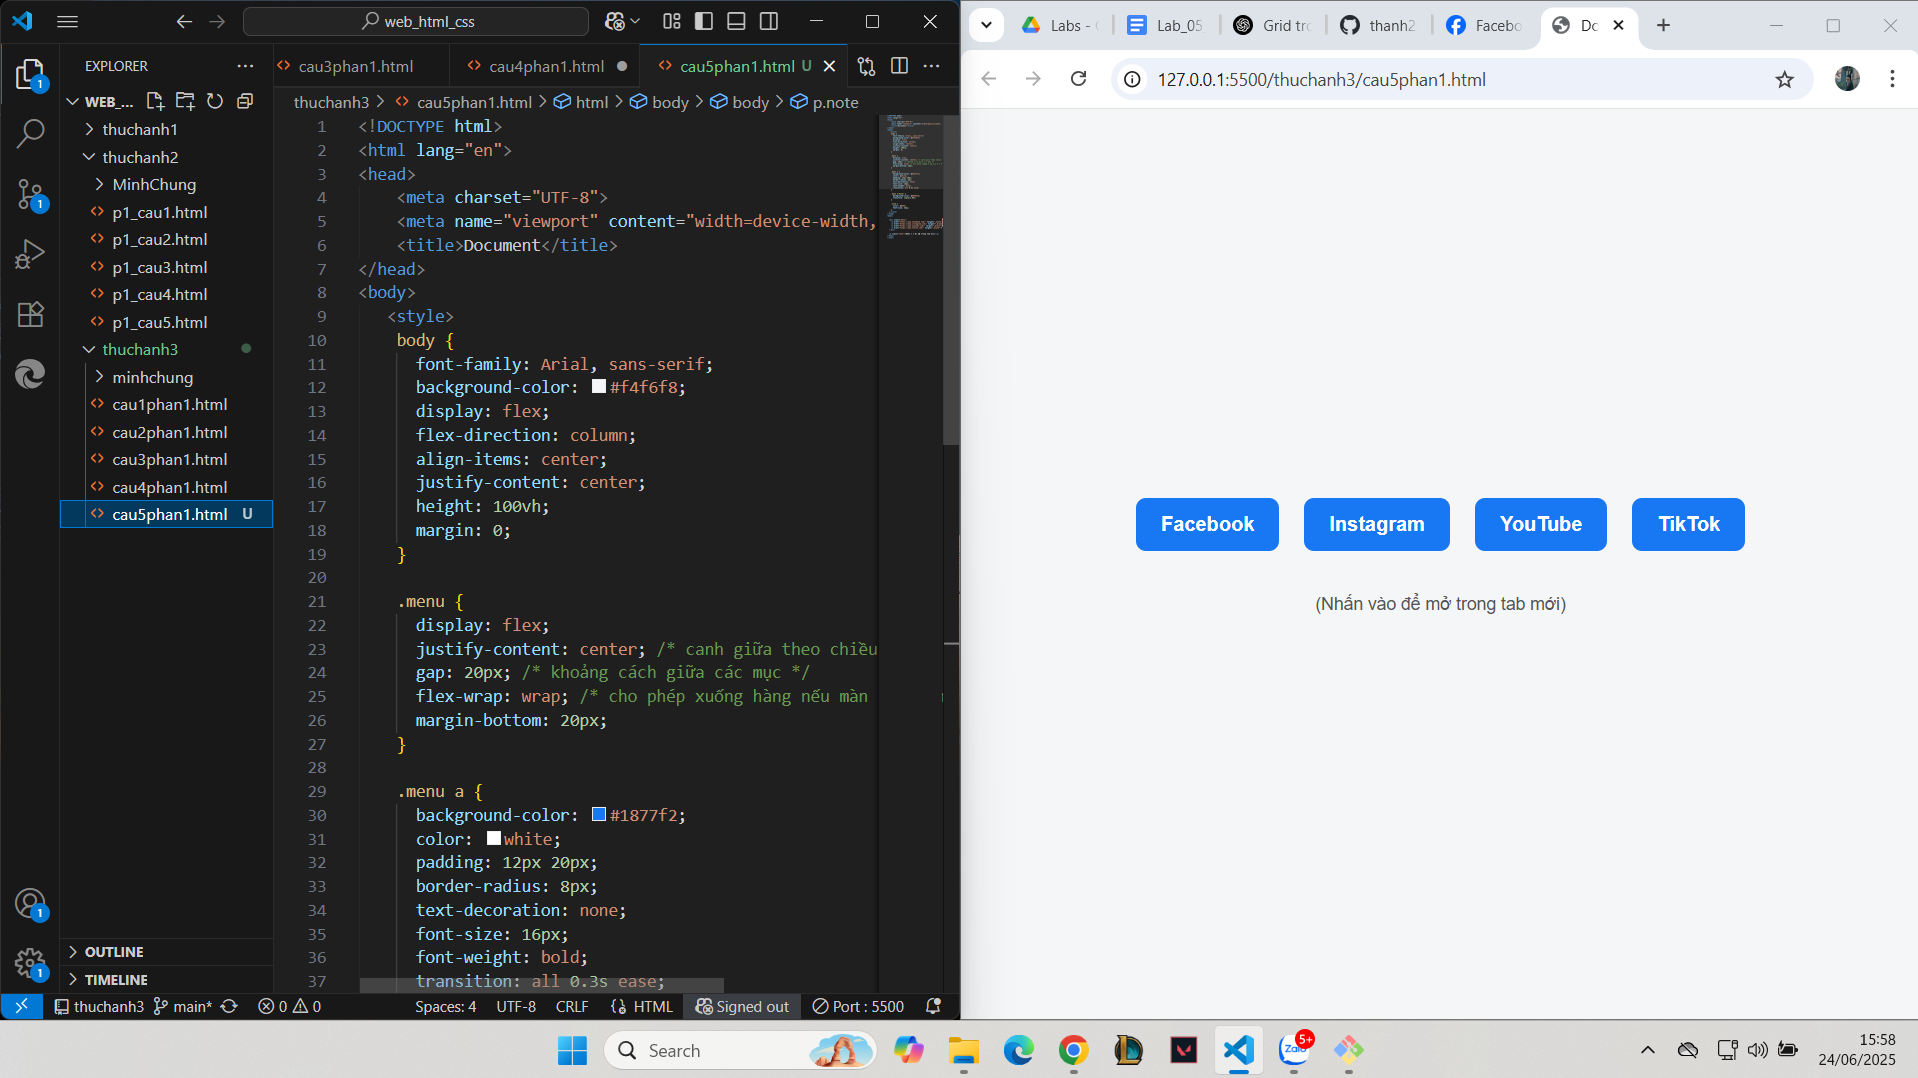 web_html_css
EXPLORER
WEB_...
thuchanh1
thuchanh2
MinhChung
p1_cau1.html
p1_cau2.html
p1_cau3.html
p1_cau4.html
p1_cau5.html
thuchanh3
minhchung
cau1phan1.html
cau2phan1.html
cau3phan1.html
cau4phan1.html
cau5phan1.html U
OUTLINE
TIMELINE
1
1
1
1
cau3phan1.html
cau4phan1.html
cau5phan1.html U
thuchanh3 > cau5phan1.html > html > body > body > p.note
1 <!DOCTYPE html>
2 <html lang="en">
3 <head>
4 <meta charset="UTF-8">
5 <meta name="viewport" content="width=device-width,
6 <title>Document</title>
7 </head>
8 <body>
9 <style>
10 body {
11 font-family: Arial, sans-serif;
12 background-color: #f4f6f8;
13 display: flex;
14 flex-direction: column;
15 align-items: center;
16 justify-content: center;
17 height: 100vh;
18 margin: 0;
19 }
20
21 .menu {
22 display: flex;
23 justify-content: center; /* canh giữa theo chiều
24 gap: 20px; /* khoảng cách giữa các mục */
25 flex-wrap: wrap; /* cho phép xuống hàng nếu màn
26 margin-bottom: 20px;
27 }
28
29 .menu a {
30 background-color: #1877f2;
31 color: white;
32 padding: 12px 20px;
33 border-radius: 8px;
34 text-decoration: none;
35 font-size: 16px;
36 font-weight: bold;
37 transition: all 0.3s ease;
thuchanh3 main* 0 0 Spaces: 4 UTF-8 CRLF HTML Signed out Port : 5500
Labs - Lab_05 Grid tro thanh2 Facebo Do
127.0.0.1:5500/thuchanh3/cau5phan1.html
Facebook Instagram YouTube TikTok
(Nhấn vào để mở trong tab mới)
Search
Zalo
5+
15:58
24/06/2025